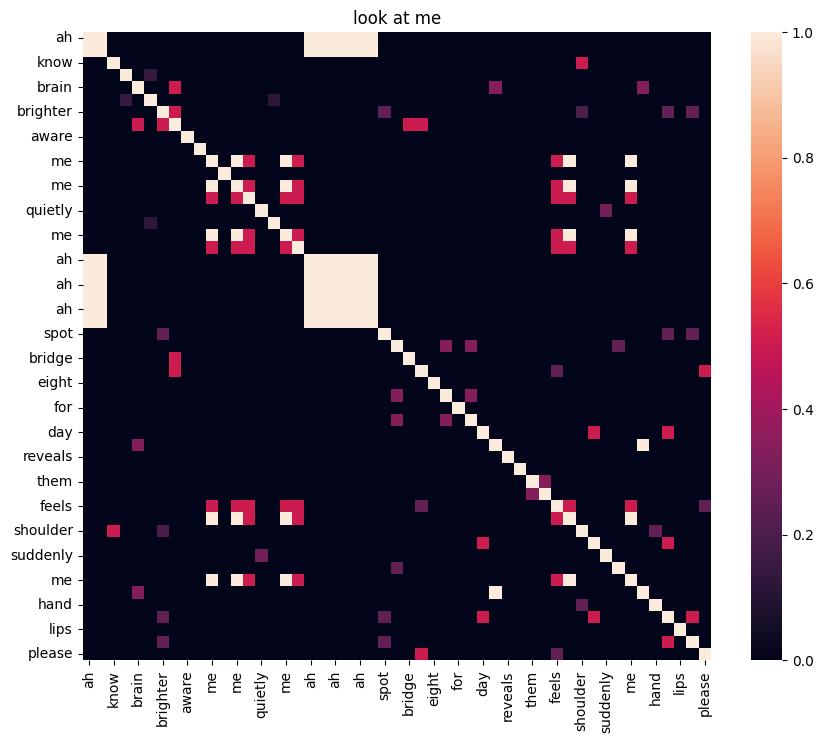 look at me
ah
know
brain
brighter
aware
me
me
quietly
me
ah
ah
ah
spot
bridge
eight
for
day
reveals
them
feels
shoulder
suddenly
me
hand
lips
please
ah know brain brighter aware me me quietly me ah ah ah spot bridge eight for day reveals them feels shoulder suddenly me hand lips please
1.0
0.8
0.6
0.4
0.2
0.0